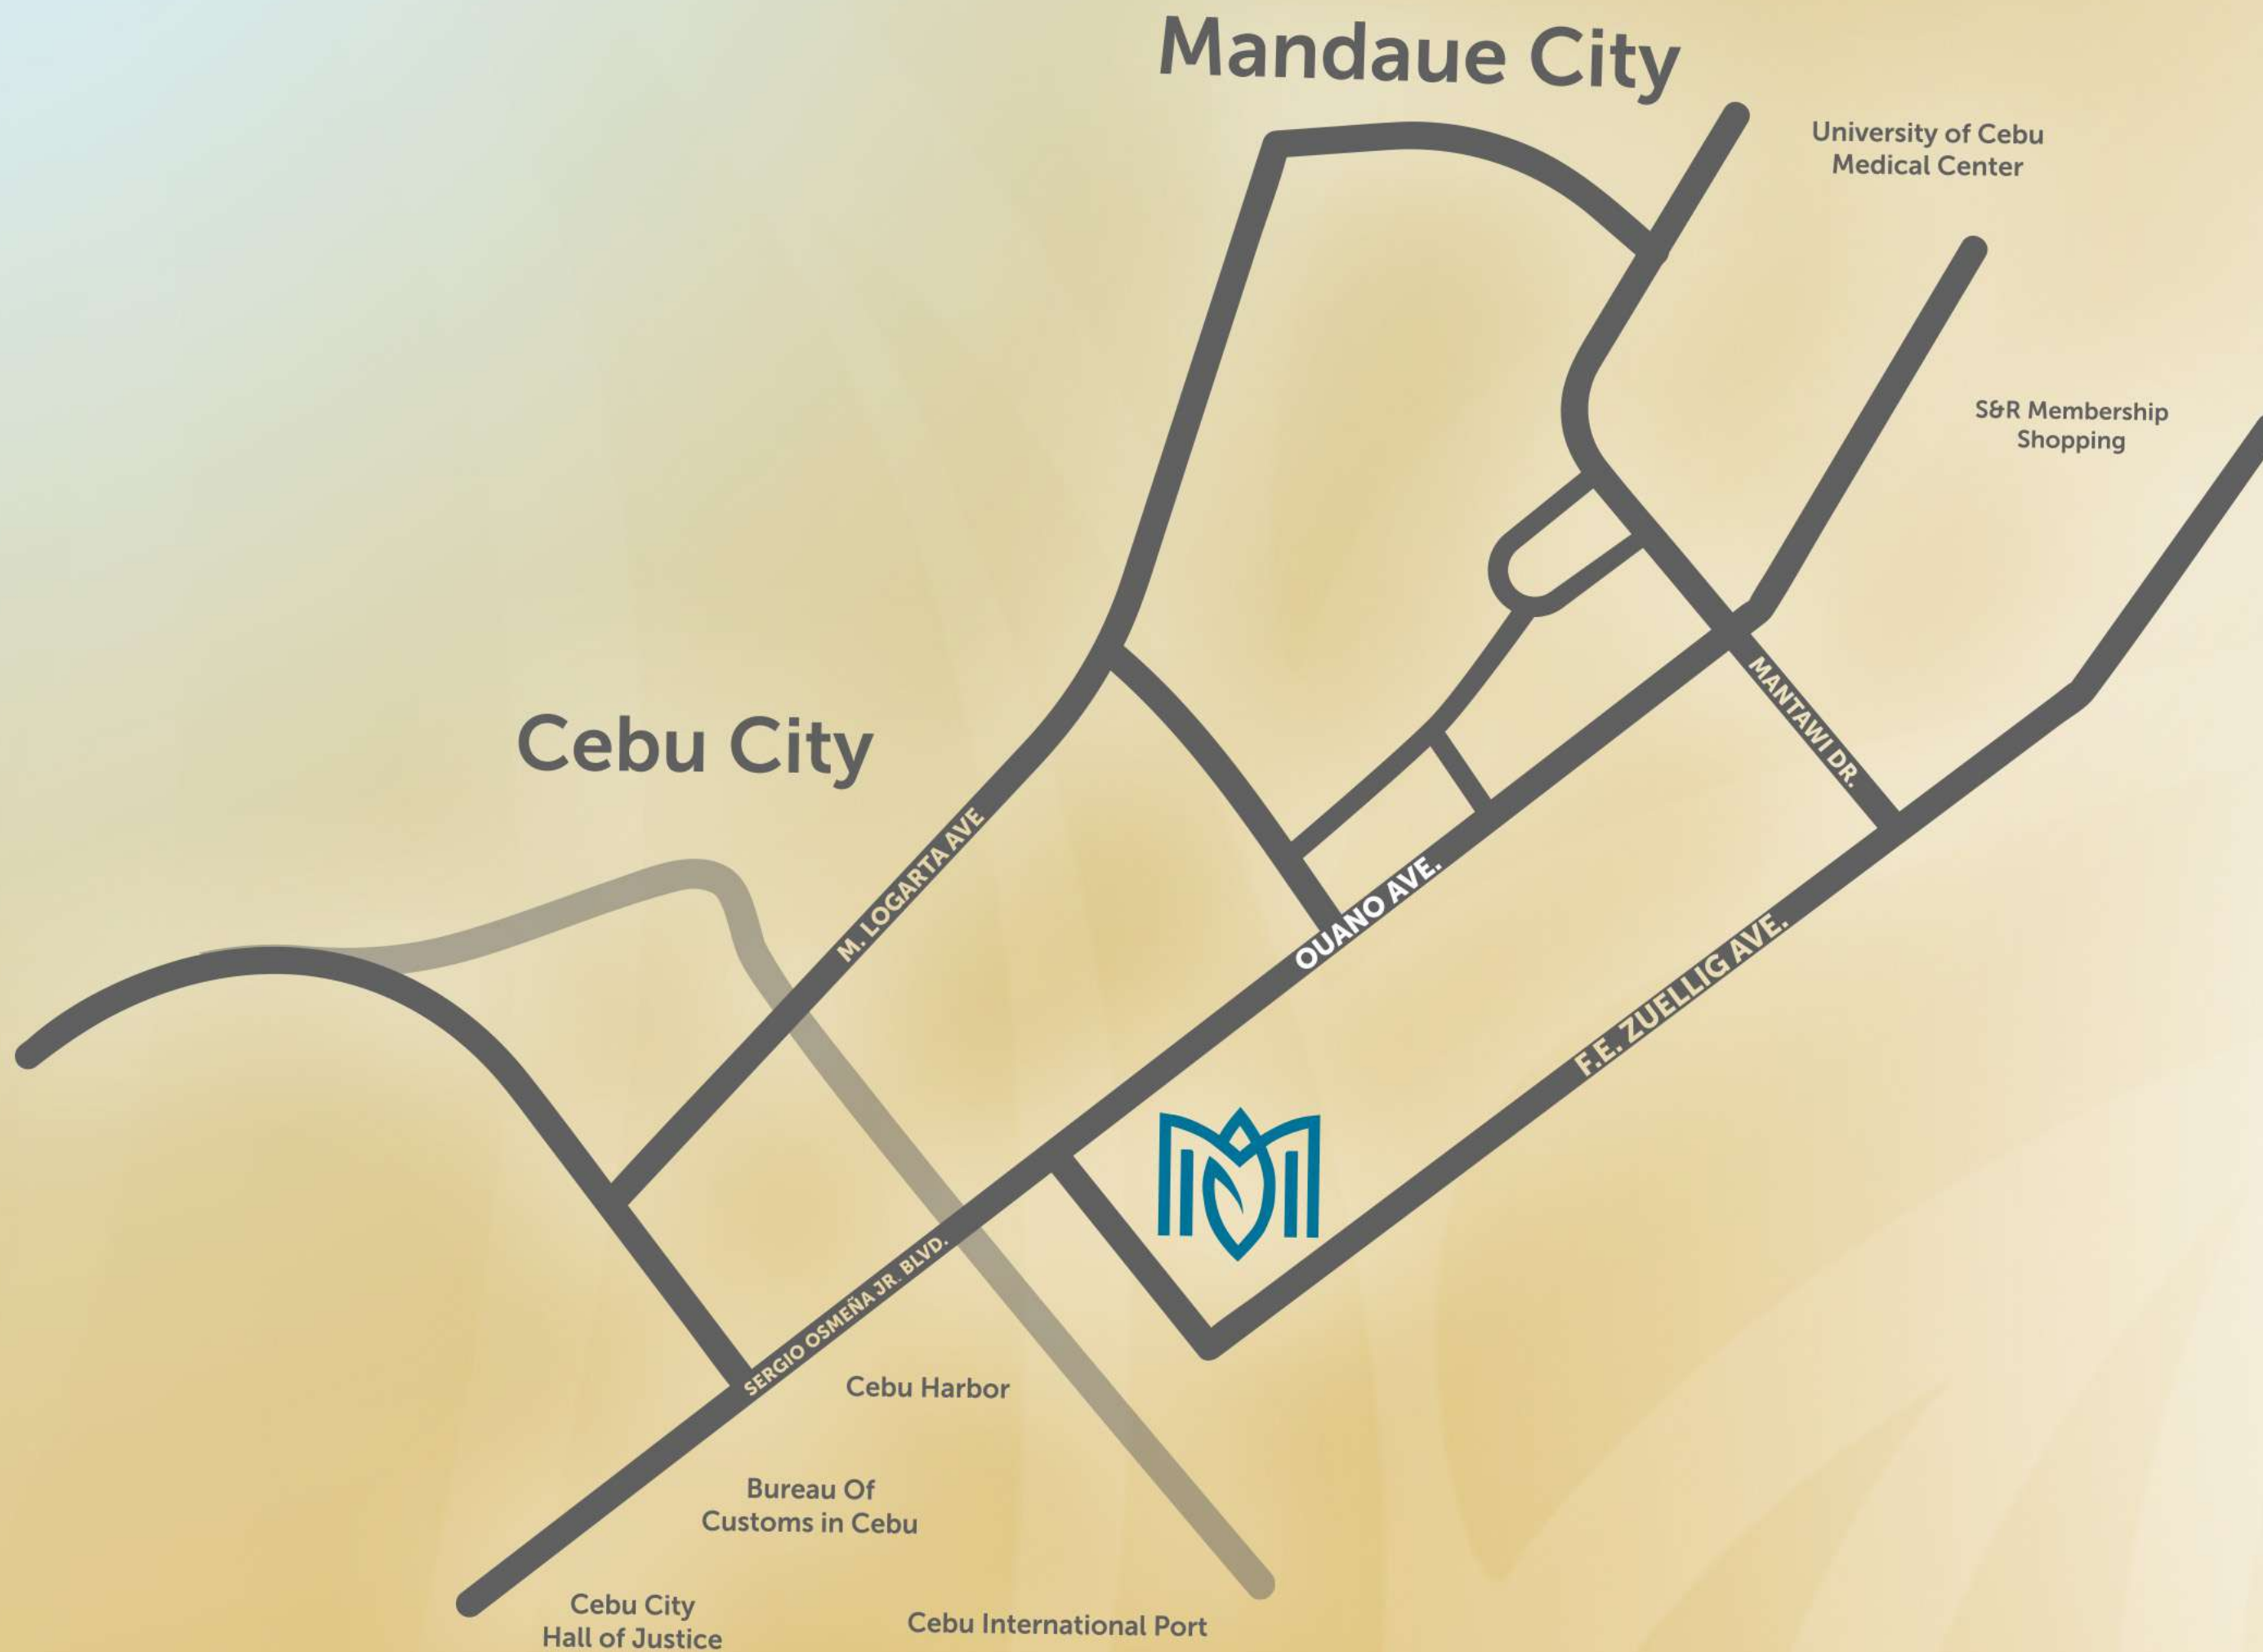 Mandaue City
University of Cebu
Medical Center
S&R Membership
Shopping
MANTAWI DR.
Cebu City
M. LOGARTA AVE
OUANO AVE.
F.E. ZUELLIG AVE.
SERGIO OSMEÑA JR. BLVD.
Cebu Harbor
Bureau Of
Customs in Cebu
Cebu City
Hall of Justice
Cebu International Port